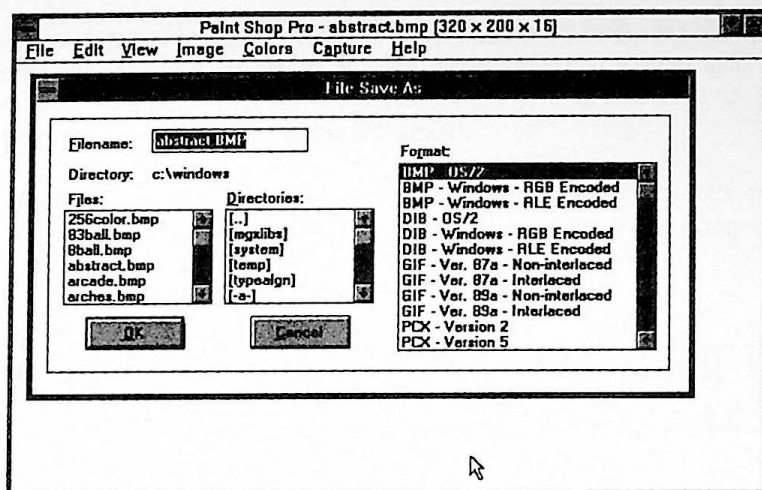 Paint Shop Pro - abstract.bmp (320 x 200 x 16)
File Edit View Image Colors Capture Help
File Save As
Filename: abstract.BMP
Directory: c:\windows
Files:
256color.bmp
83ball.bmp
8ball.bmp
abstract.bmp
arcade.bmp
arches.bmp
Directories:
[..]
[mgxlibs]
[system]
[temp]
[typealgn]
[-a-]
OK
Cancel
Format:
BMP - OS/2
BMP - Windows - RGB Encoded
BMP - Windows - RLE Encoded
DIB - OS/2
DIB - Windows - RGB Encoded
DIB - Windows - RLE Encoded
GIF - Ver. 87a - Non-interlaced
GIF - Ver. 87a - Interlaced
GIF - Ver. 89a - Non-interlaced
GIF - Ver. 89a - Interlaced
PCX - Version 2
PCX - Version 5